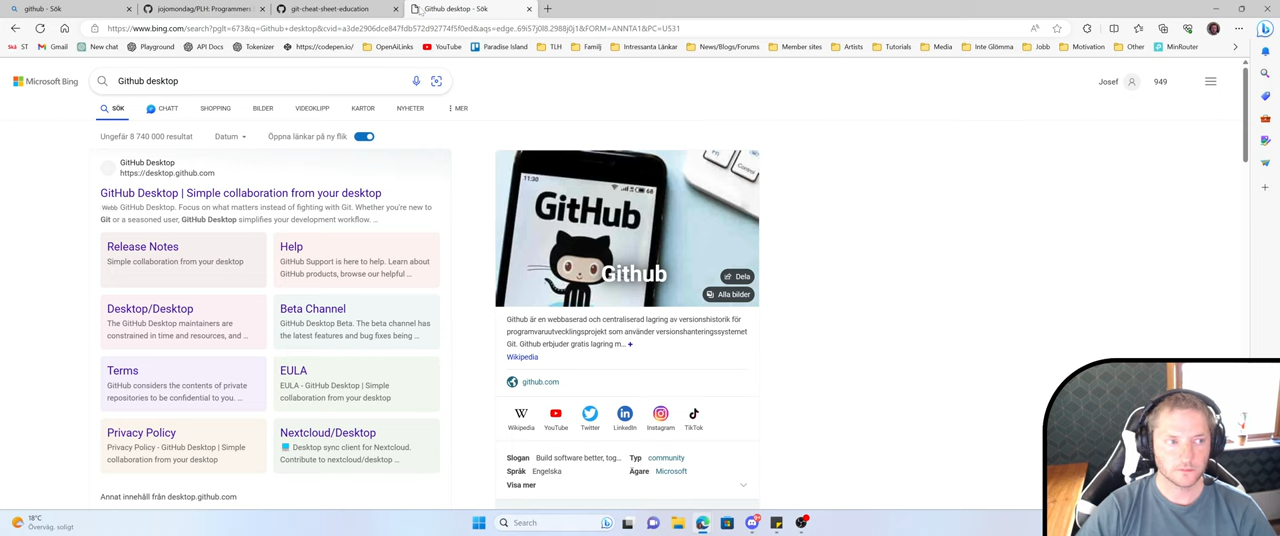 github - Sök
jojomondag/PLH: Programmers L
git-cheat-sheet-education
Github desktop - Sök
https://www.bing.com/search?pglt=673&q=Github+desktop&cvid=a3de2906dce847fdb572d92774f5f0ed&aqs=edge..69i57j0l8.2988j0j1&FORM=ANNTA1&PC=U531
ST
Gmail
New chat
Playground
API Docs
Tokenizer
https://codepen.io/
OpenAiLinks
YouTube
Paradise Island
TLH
Familj
Intressanta Länkar
News/Blogs/Forums
Member sites
Artists
Tutorials
Media
Inte Glömma
Jobb
Motivation
Other
MinRouter
Microsoft Bing
Github desktop
Josef
949
SÖK
CHATT
SHOPPING
BILDER
VIDEOKLIPP
KARTOR
NYHETER
MER
Ungefär 8 740 000 resultat
Datum
Öppna länkar på ny flik
GitHub Desktop
https://desktop.github.com
GitHub Desktop | Simple collaboration from your desktop
Webb GitHub Desktop. Focus on what matters instead of fighting with Git. Whether you're new to
Git or a seasoned user, GitHub Desktop simplifies your development workflow. ...
Release Notes
Simple collaboration from your desktop
Help
GitHub Support is here to help. Learn about
GitHub products, browse our helpful ...
Desktop/Desktop
The GitHub Desktop maintainers are
constrained in time and resources, and ...
Beta Channel
GitHub Desktop Beta. The beta channel has
the latest features and bug fixes being ...
Terms
GitHub considers the contents of private
repositories to be confidential to you. ...
EULA
EULA - GitHub Desktop | Simple
collaboration from your desktop
Privacy Policy
Privacy Policy - GitHub Desktop | Simple
collaboration from your desktop
Nextcloud/Desktop
Desktop sync client for Nextcloud.
Contribute to nextcloud/desktop ...
Annat innehåll från desktop.github.com
11:30
GitHub
Github
Dela
Alla bilder
Github är en webbaserad och centraliserad lagring av versionshistorik för
programvaruutvecklingsprojekt som använder versionshanteringssystemet
Git. Github erbjuder gratis lagring m... +
Wikipedia
github.com
Wikipedia
YouTube
Twitter
LinkedIn
Instagram
TikTok
Slogan Build software better, tog...
Typ community
Språk Engelska
Ägare Microsoft
Visa mer
18°C
Överväg. soligt
Search